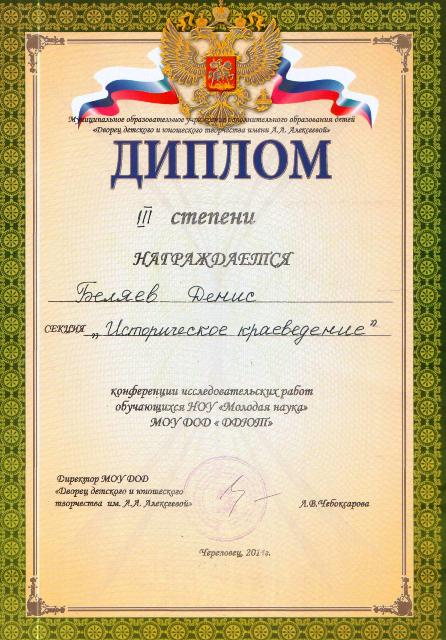 Муниципальное образовательное учреждение дополнительного образования детей
«Дворец детского и юношеского творчества имени А.А. Алексеевой»
ДИПЛОМ
III степени
НАГРАЖДАЕТСЯ
Беляев Денис
СЕКЦИЯ „Историческое краеведение"
конференции исследовательских работ
обучающихся НОУ «Молодая наука»
МОУ ДОД « ДДЮТ»
Директор МОУ ДОД
«Дворец детского и юношеского
творчества им. А.А. Алексеевой»
Л.В.Чебоксарова
Череповец,